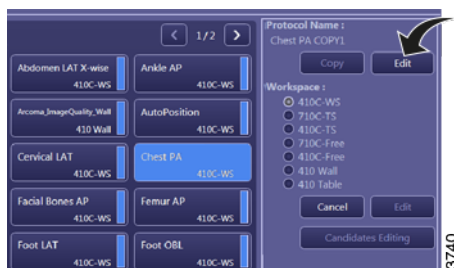 < 1/2 >
Abdomen LAT X-wise
410C-WS
Ankle AP
410C-WS
Arcoma_ImageQuality_Wall
410 Wall
AutoPosition
410C-WS
Cervical LAT
410C-WS
Chest PA
410C-WS
Facial Bones AP
410C-WS
Femur AP
410C-WS
Foot LAT
410C-WS
Foot OBL
410C-WS
Protocol Name :
Chest PA COPY1
Copy Edit
Workspace :
410C-WS
710C-TS
410C-TS
710C-Free
410C-Free
410 Wall
410 Table
Cancel Edit
Candidates Editing
3740